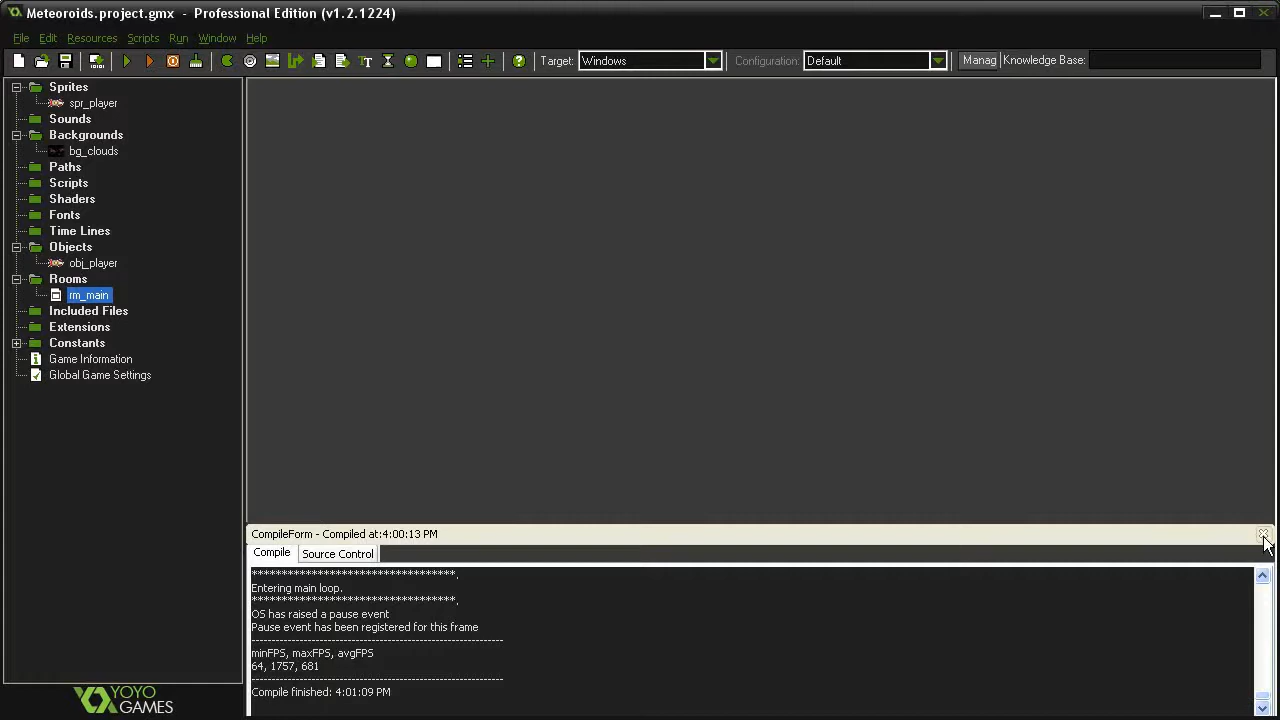 Meteoroids.project.gmx - Professional Edition (v1.2.1224)
File Edit Resources Scripts Run Window Help
Target: Windows Configuration: Default Manag Knowledge Base:
Sprites
spr_player
Sounds
Backgrounds
bg_clouds
Paths
Scripts
Shaders
Fonts
Time Lines
Objects
obj_player
Rooms
rm_main
Included Files
Extensions
Constants
Game Information
Global Game Settings
YOYO
GAMES
CompileForm - Compiled at:4:00:13 PM
Compile Source Control
***********************************.
Entering main loop.
***********************************.
OS has raised a pause event
Pause event has been registered for this frame
---------------------------------------------------------------
minFPS, maxFPS, avgFPS
64, 1757, 681
---------------------------------------------------------------
Compile finished: 4:01:09 PM